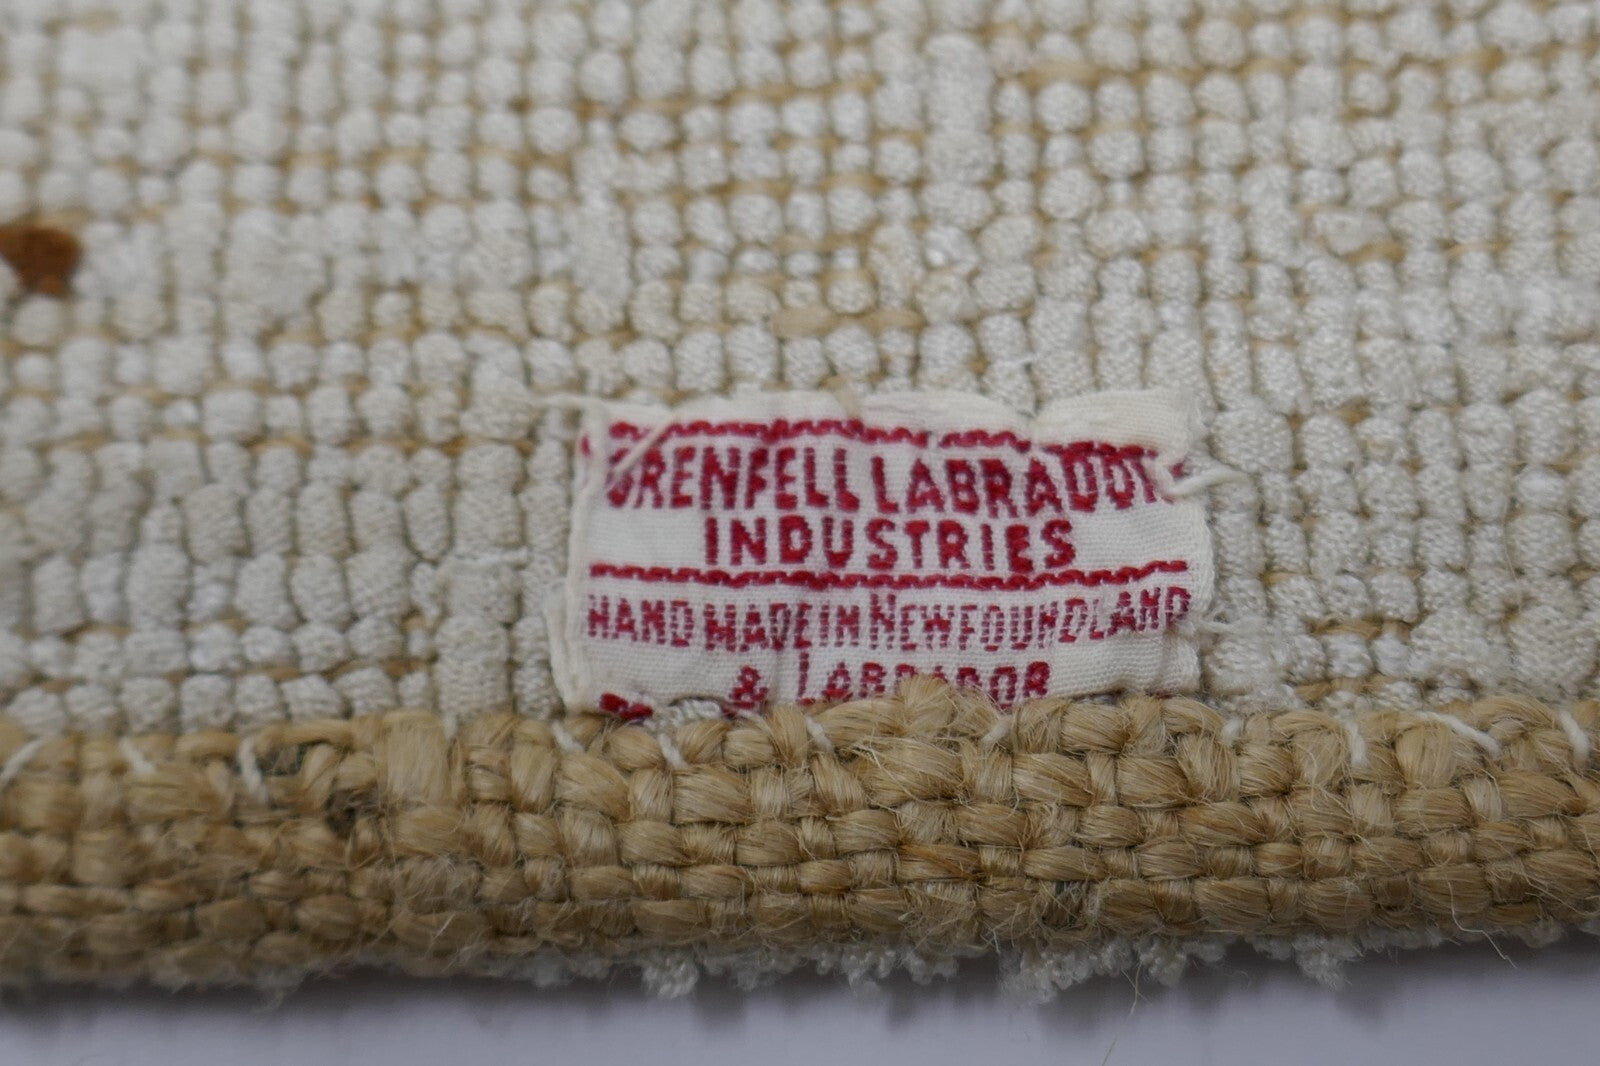 GRENFELL LABRADOR
INDUSTRIES
HAND MADE IN NEWFOUNDLAND
& LABRADOR